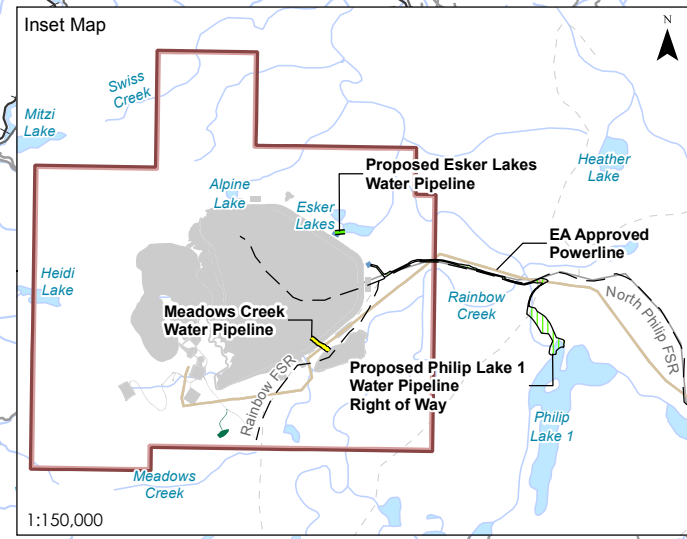 Inset Map
N
Swiss
Creek
Mitzi
Lake
Heather
Lake
Proposed Esker Lakes
Water Pipeline
Alpine
Lake
Esker
Lakes
EA Approved
Powerline
Heidi
Lake
Rainbow
Creek
North Philip FSR
Meadows Creek
Water Pipeline
Rainbow FSR
Proposed Philip Lake 1
Water Pipeline
Right of Way
Philip
Lake 1
Meadows
Creek
1:150,000